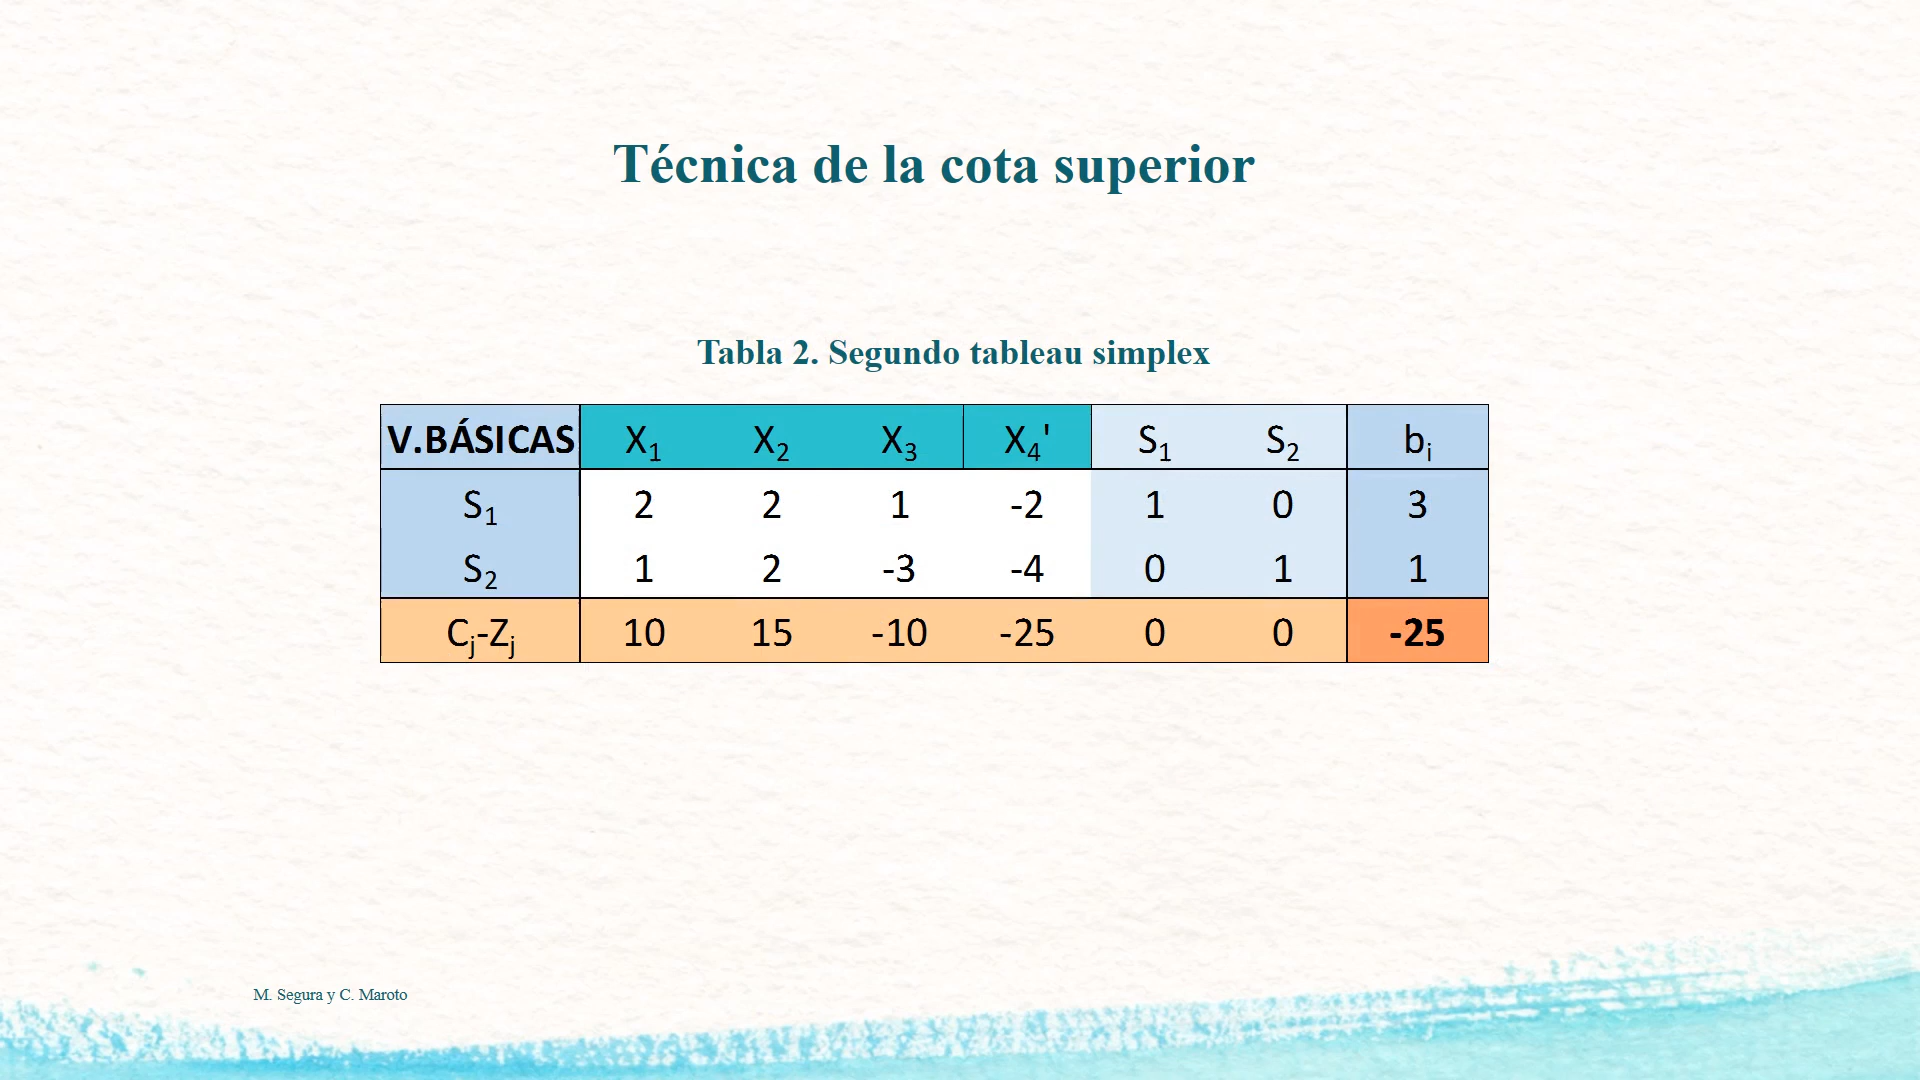 Técnica de la cota superior
Tabla 2. Segundo tableau simplex
V.BÁSICAS X₁ X₂ X₃ X₄' S₁ S₂ bᵢ
S₁ 2 2 1 -2 1 0 3
S₂ 1 2 -3 -4 0 1 1
Cⱼ-Zⱼ 10 15 -10 -25 0 0 -25
M. Segura y C. Maroto